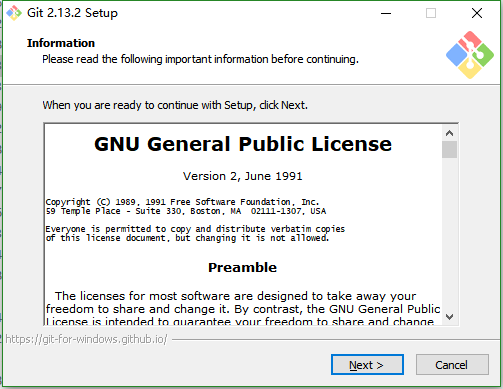 Git 2.13.2 Setup
Information
Please read the following important information before continuing.
When you are ready to continue with Setup, click Next.
GNU General Public License
Version 2, June 1991
Copyright (C) 1989, 1991 Free Software Foundation, Inc.
59 Temple Place - Suite 330, Boston, MA  02111-1307, USA
Everyone is permitted to copy and distribute verbatim copies
of this license document, but changing it is not allowed.
Preamble
The licenses for most software are designed to take away your
freedom to share and change it. By contrast, the GNU General Public
License is intended to guarantee your freedom to share and change
https://git-for-windows.github.io/
Next >
Cancel